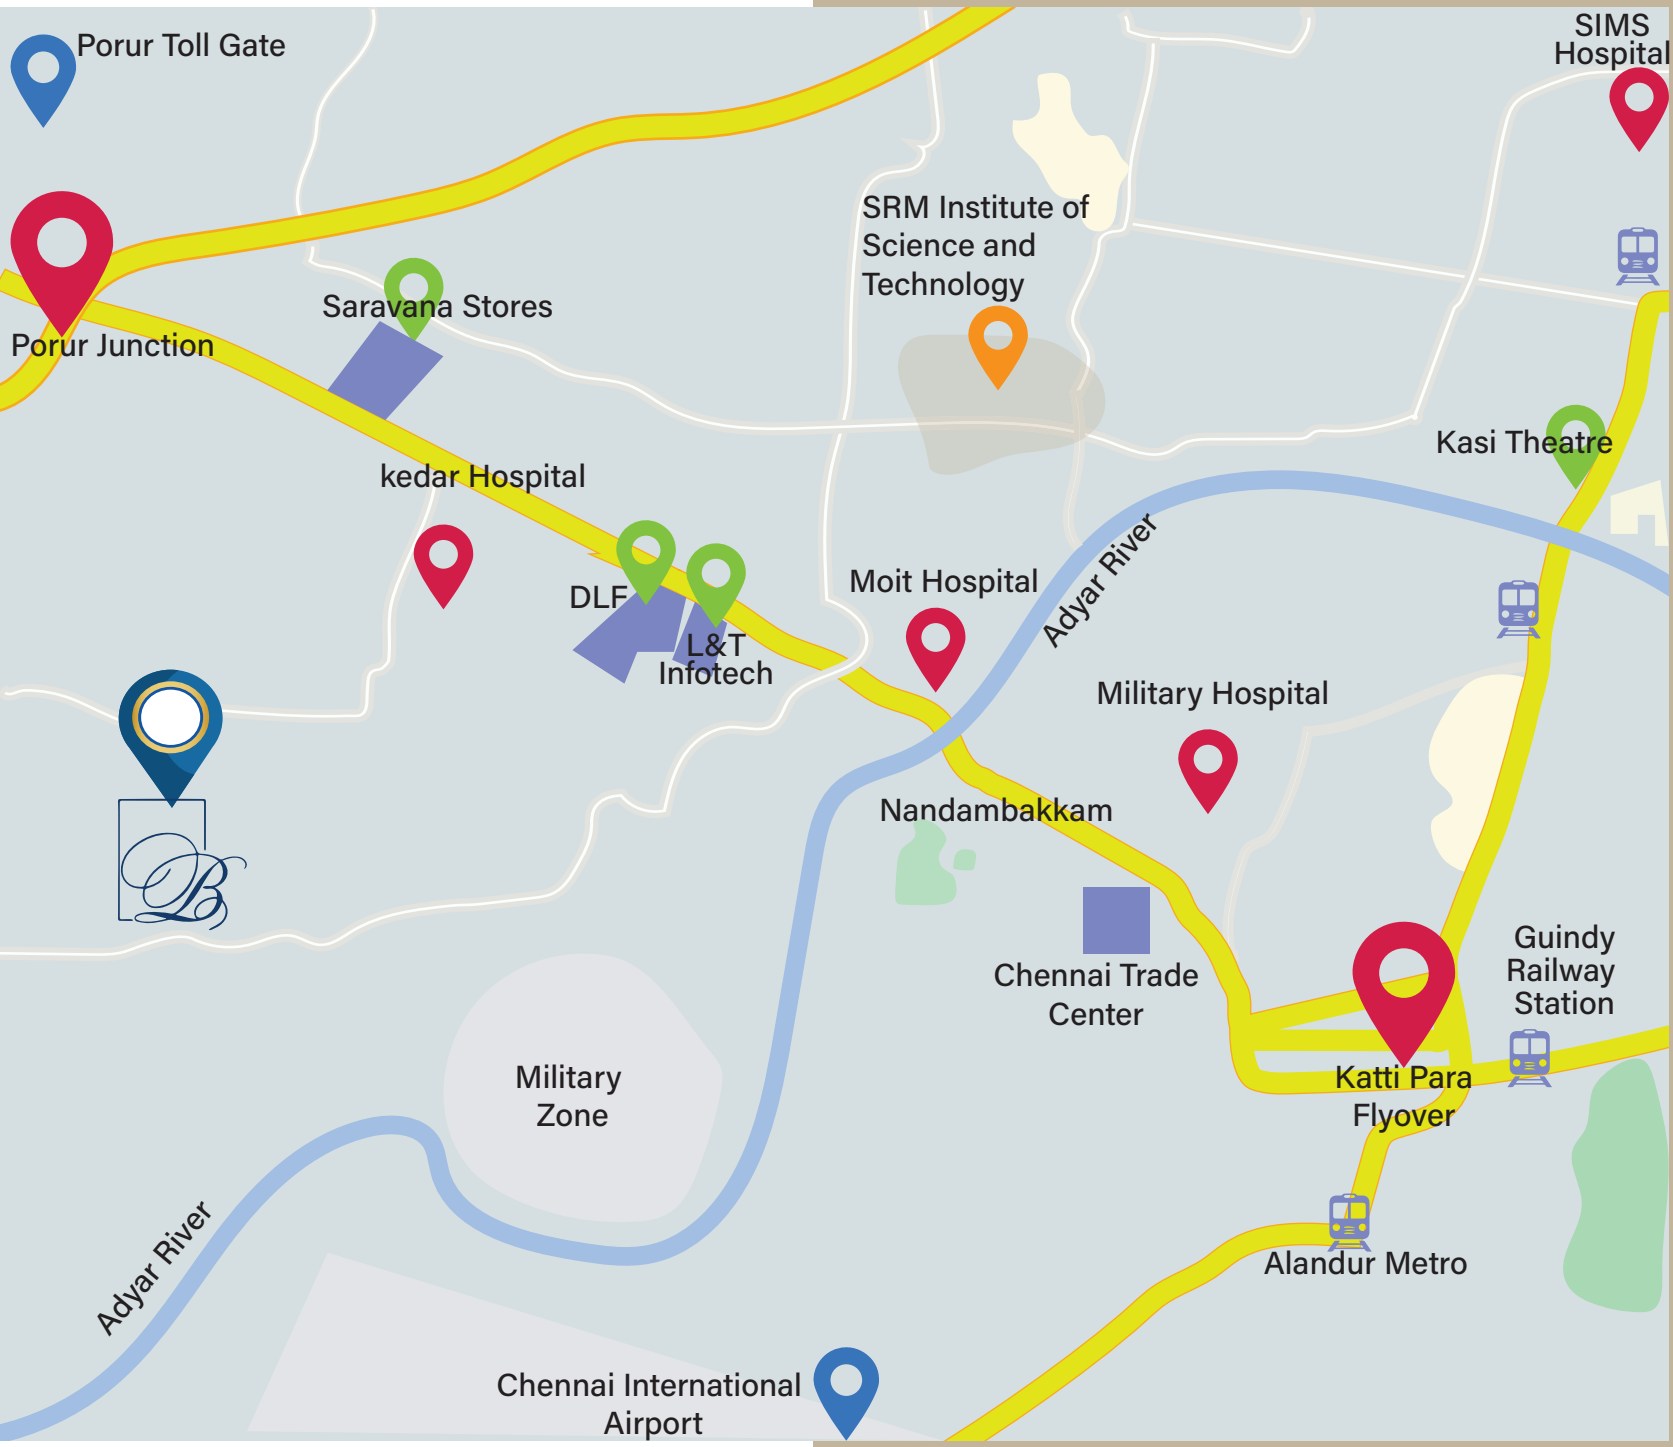 SIMS
Hospital
Porur Toll Gate
SRM Institute of
Science and
Technology
Saravana Stores
Porur Junction
Kasi Theatre
kedar Hospital
Moit Hospital
Adyar River
DLF
L&T
Infotech
Military Hospital
Nandambakkam
B
Guindy
Railway
Station
Chennai Trade
Center
Military
Zone
Katti Para
Flyover
Adyar River
Alandur Metro
Chennai International
Airport